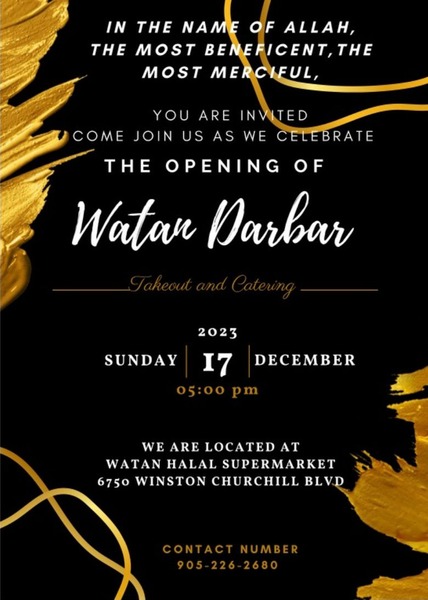 IN THE NAME OF ALLAH,
THE MOST BENEFICENT,THE
MOST MERCIFUL,
YOU ARE INVITED
COME JOIN US AS WE CELEBRATE
THE OPENING OF
Watan Darbar
Takeout and Catering
2023
SUNDAY 17 DECEMBER
05:00 pm
WE ARE LOCATED AT
WATAN HALAL SUPERMARKET
6750 WINSTON CHURCHILL BLVD
CONTACT NUMBER
905-226-2680